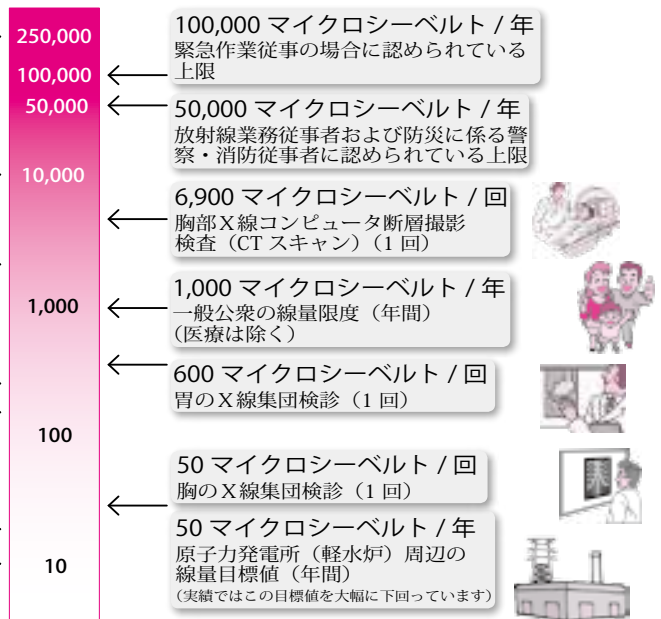 250,000
100,000
50,000
10,000
1,000
100
10
100,000 マイクロシーベルト / 年
緊急作業従事の場合に認められている
上限
50,000 マイクロシーベルト / 年
放射線業務従事者および防災に係る警
察・消防従事者に認められている上限
6,900 マイクロシーベルト / 回
胸部X線コンピュータ断層撮影
検査（CT スキャン）（1 回）
1,000 マイクロシーベルト / 年
一般公衆の線量限度（年間）
（医療は除く）
600 マイクロシーベルト / 回
胃のX線集団検診（1 回）
50 マイクロシーベルト / 回
胸のX線集団検診（1 回）
50 マイクロシーベルト / 年
原子力発電所（軽水炉）周辺の
線量目標値（年間）
（実績ではこの目標値を大幅に下回っています）